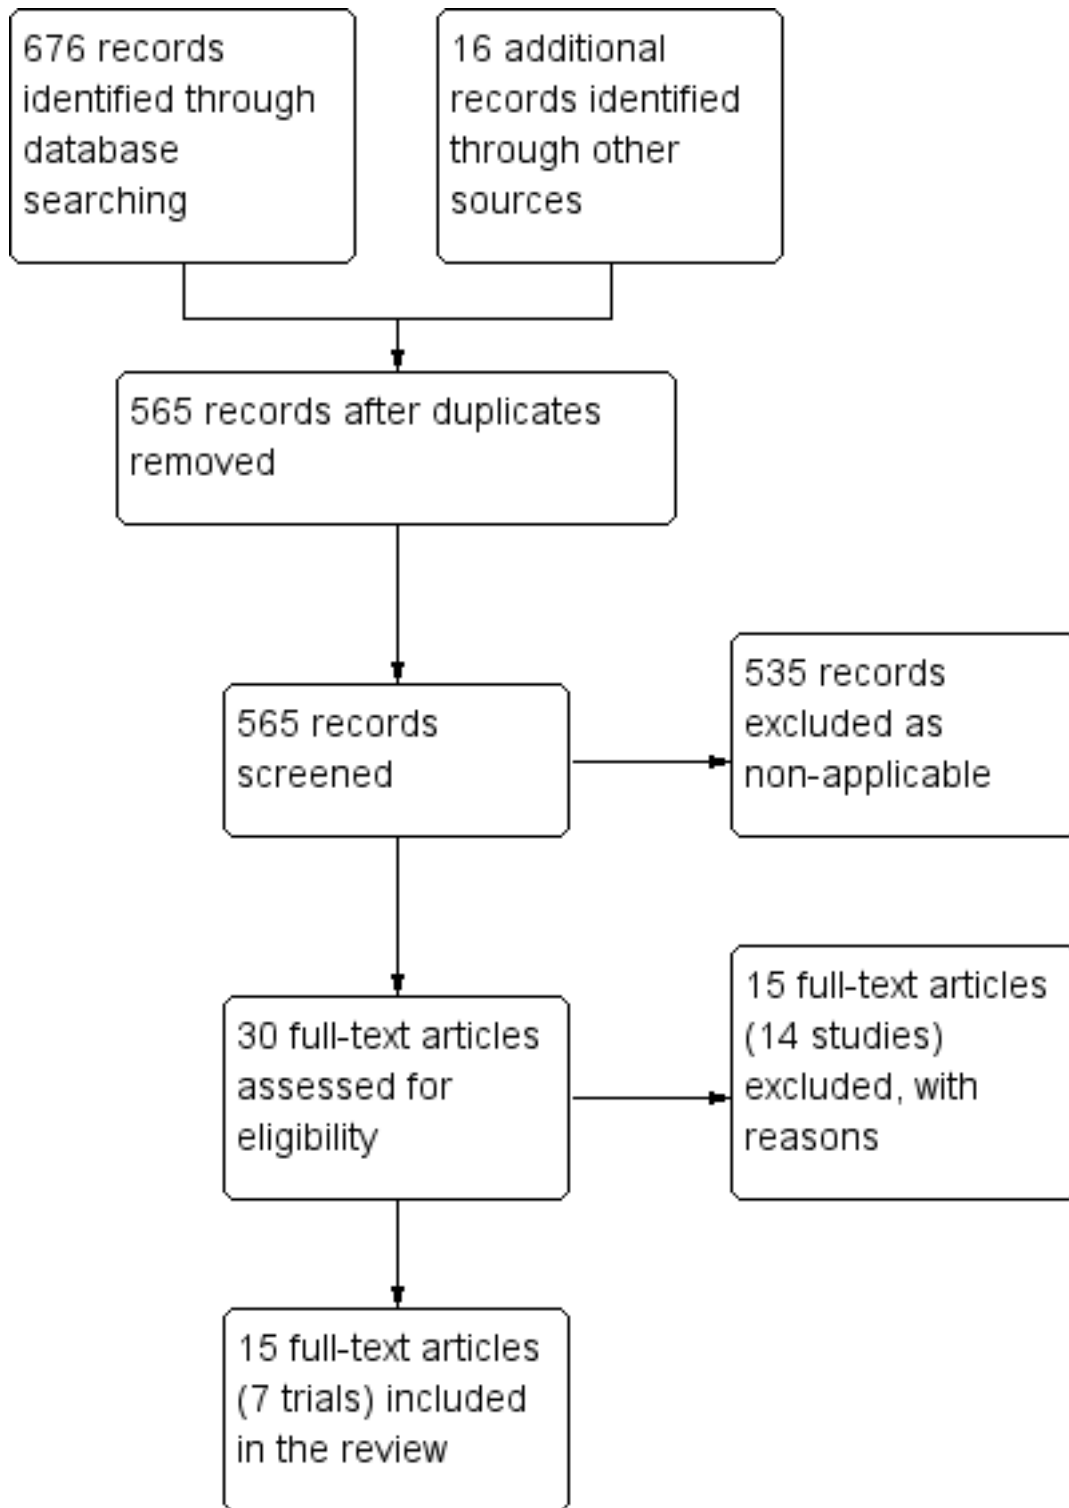 676 records
identified through
database
searching
16 additional
records identified
through other
sources
565 records after duplicates
removed
565 records
screened
535 records
excluded as
non-applicable
30 full-text articles
assessed for
eligibility
15 full-text articles
(14 studies)
excluded, with
reasons
15 full-text articles
(7 trials) included
in the review